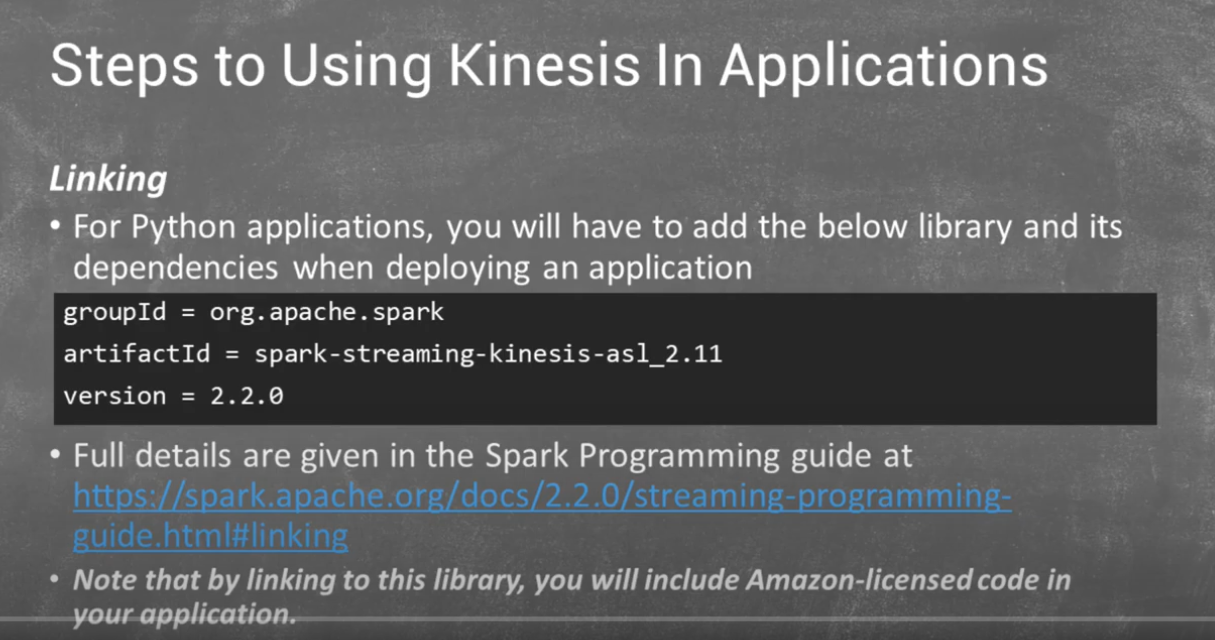 Steps to Using Kinesis In Applications
Linking
• For Python applications, you will have to add the below library and its
dependencies when deploying an application
groupId = org.apache.spark
artifactId = spark-streaming-kinesis-asl_2.11
version = 2.2.0
• Full details are given in the Spark Programming guide at
https://spark.apache.org/docs/2.2.0/streaming-programming-
guide.html#linking
• Note that by linking to this library, you will include Amazon-licensed code in
your application.